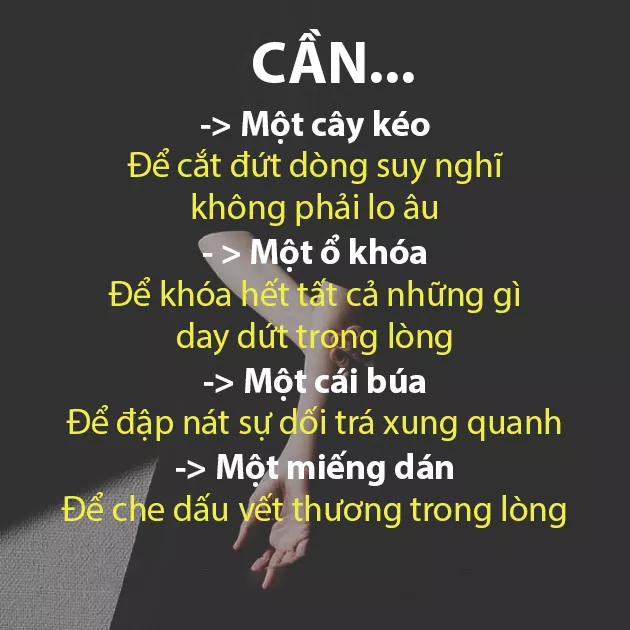 CẦN...
-> Một cây kéo
Để cắt đứt dòng suy nghĩ
không phải lo âu
- > Một ổ khóa
Để khóa hết tất cả những gì
day dứt trong lòng
-> Một cái búa
Để đập nát sự dối trá xung quanh
-> Một miếng dán
Để che dấu vết thương trong lòng